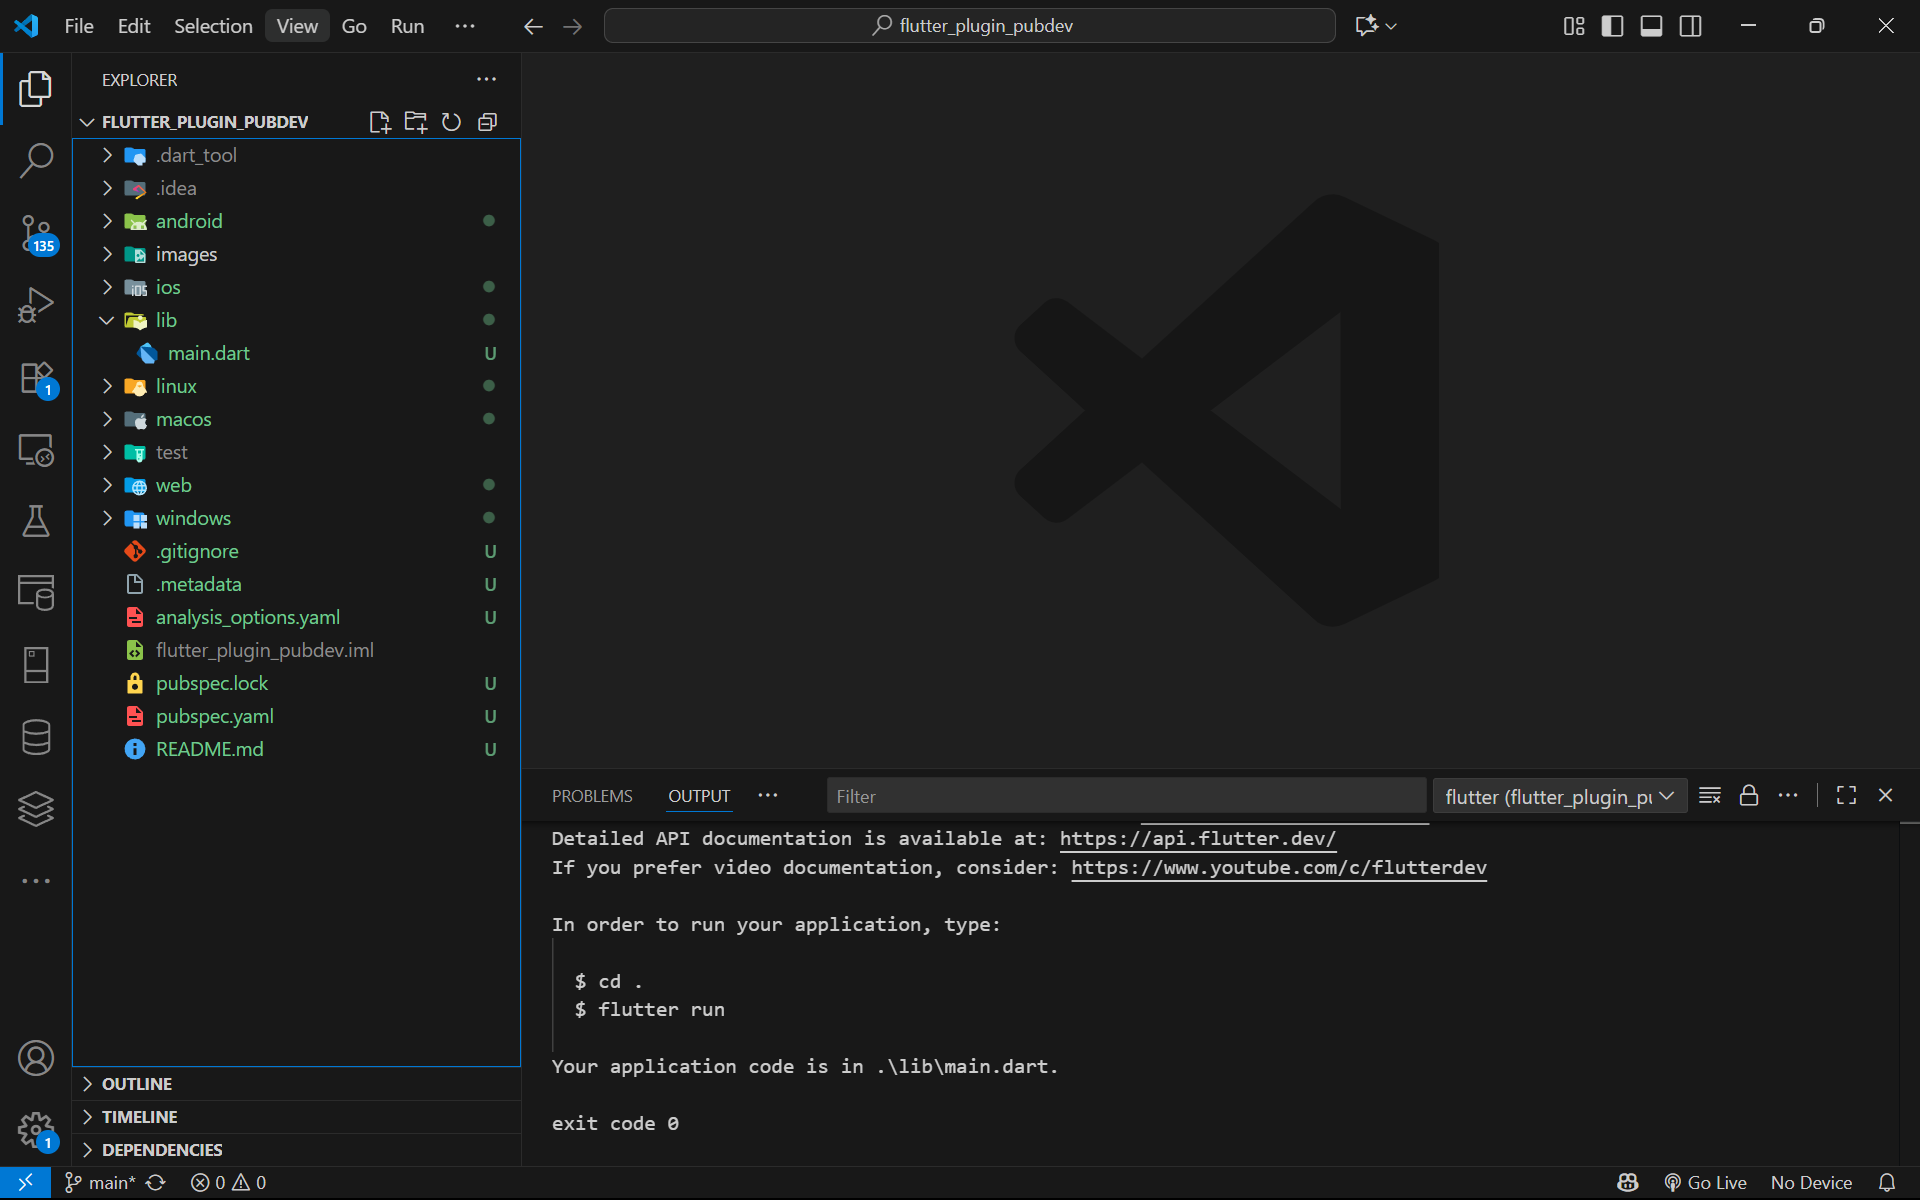 File Edit Selection View Go Run
flutter_plugin_pubdev
EXPLORER
FLUTTER_PLUGIN_PUBDEV
.dart_tool
.idea
android
images
ios
lib
main.dart U
linux
macos
test
web
windows
.gitignore U
.metadata U
analysis_options.yaml U
flutter_plugin_pubdev.iml
pubspec.lock U
pubspec.yaml U
README.md U
135
1
1
OUTLINE
TIMELINE
DEPENDENCIES
PROBLEMS OUTPUT
Filter
flutter (flutter_plugin_pu
Detailed API documentation is available at: https://api.flutter.dev/
If you prefer video documentation, consider: https://www.youtube.com/c/flutterdev
In order to run your application, type:
$ cd .
$ flutter run
Your application code is in .\lib\main.dart.
exit code 0
main* 0 0
Go Live No Device